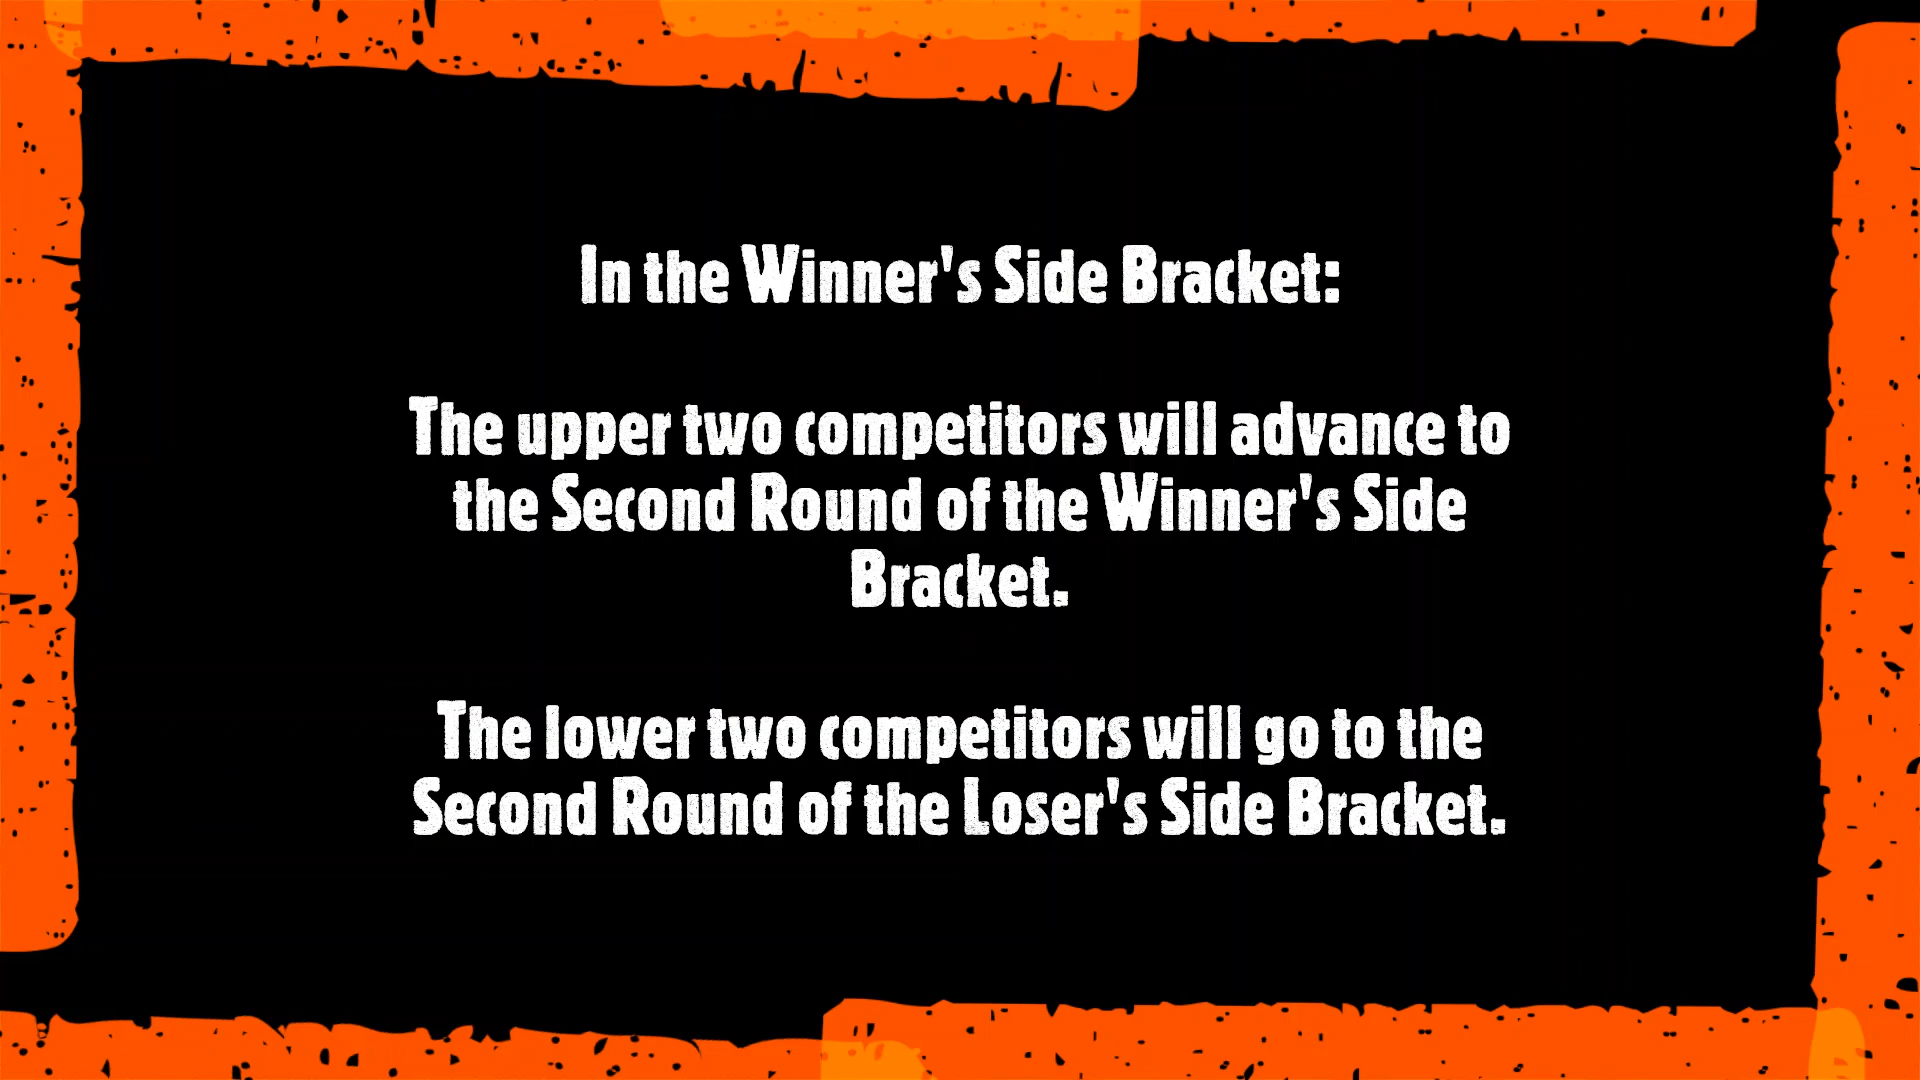 In the Winner's Side Bracket:
The upper two competitors will advance to
the Second Round of the Winner's Side
Bracket.
The lower two competitors will go to the
Second Round of the Loser's Side Bracket.